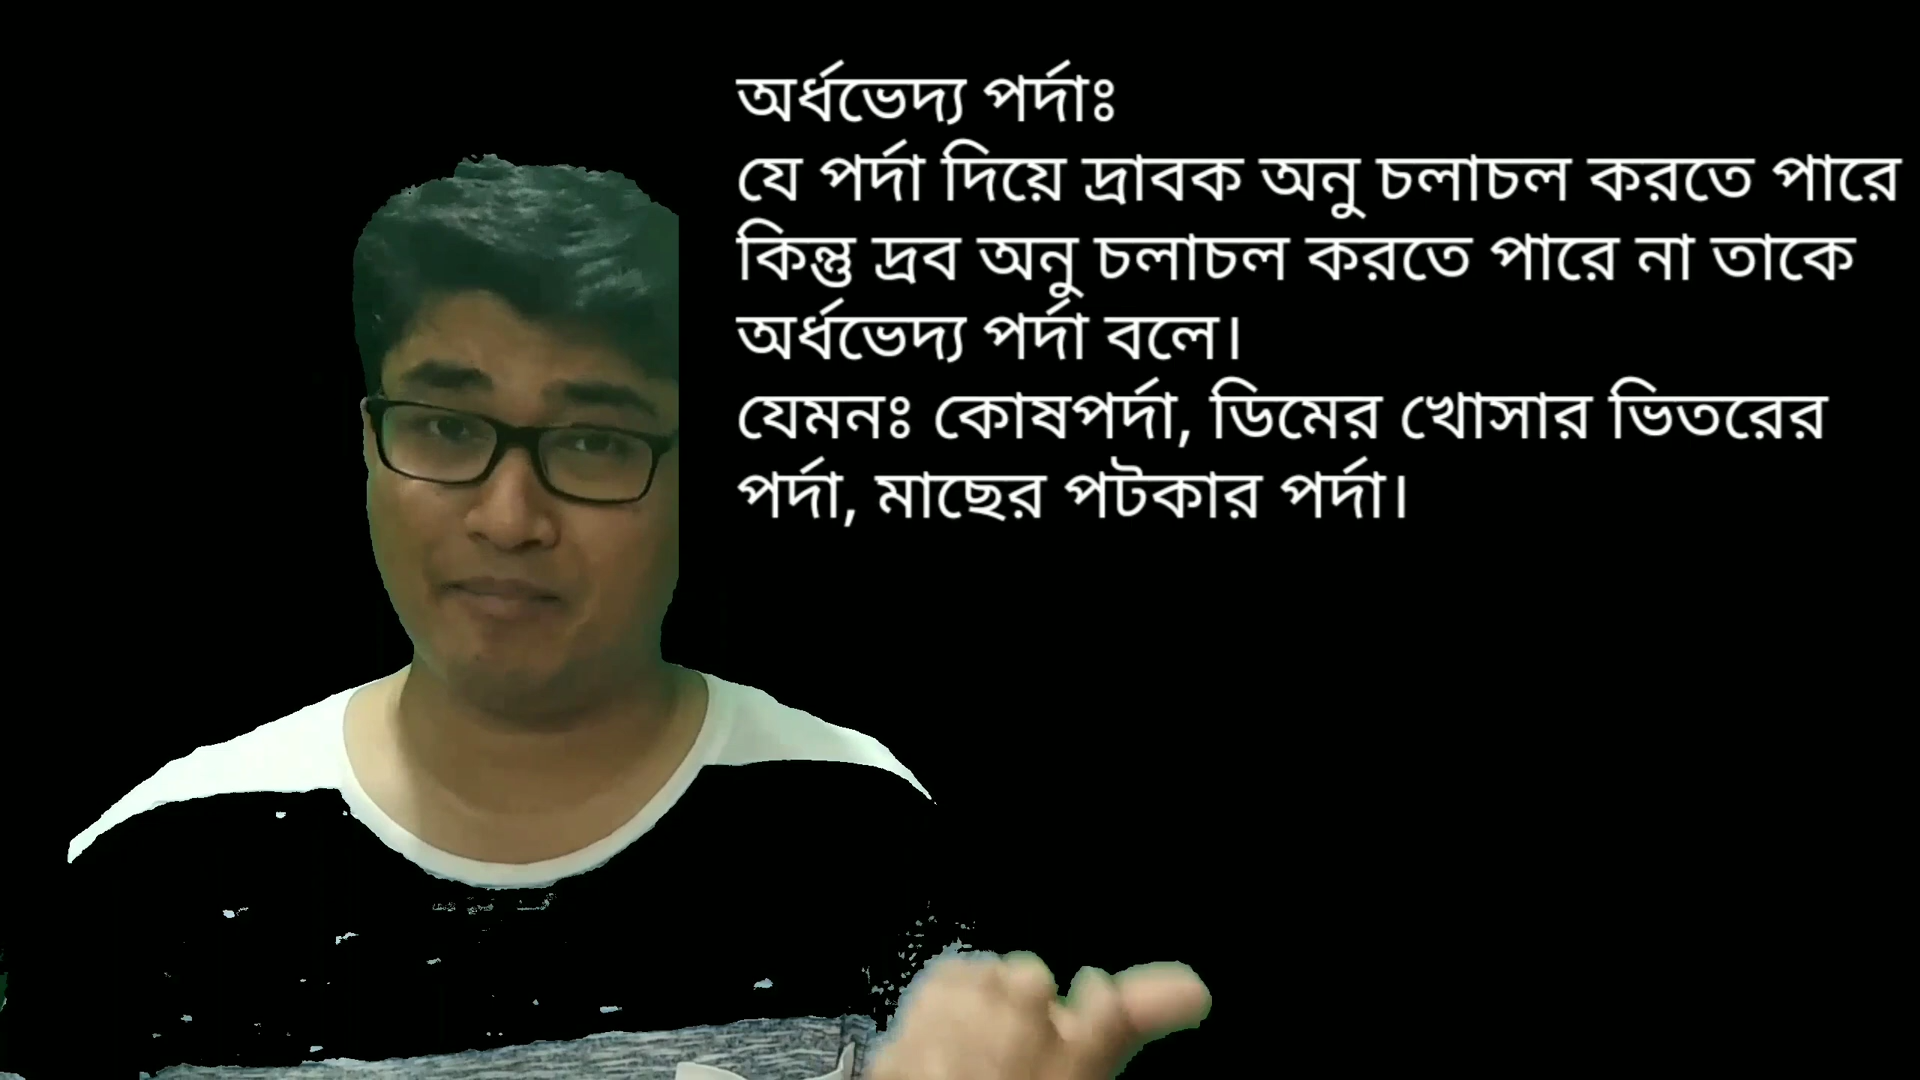 অর্ধভেদ্য পর্দাঃ
যে পর্দা দিয়ে দ্রাবক অনু চলাচল করতে পারে
কিন্তু দ্রব অনু চলাচল করতে পারে না তাকে
অর্ধভেদ্য পর্দা বলে।
যেমনঃ কোষপর্দা, ডিমের খোসার ভিতরের
পর্দা, মাছের পটকার পর্দা।